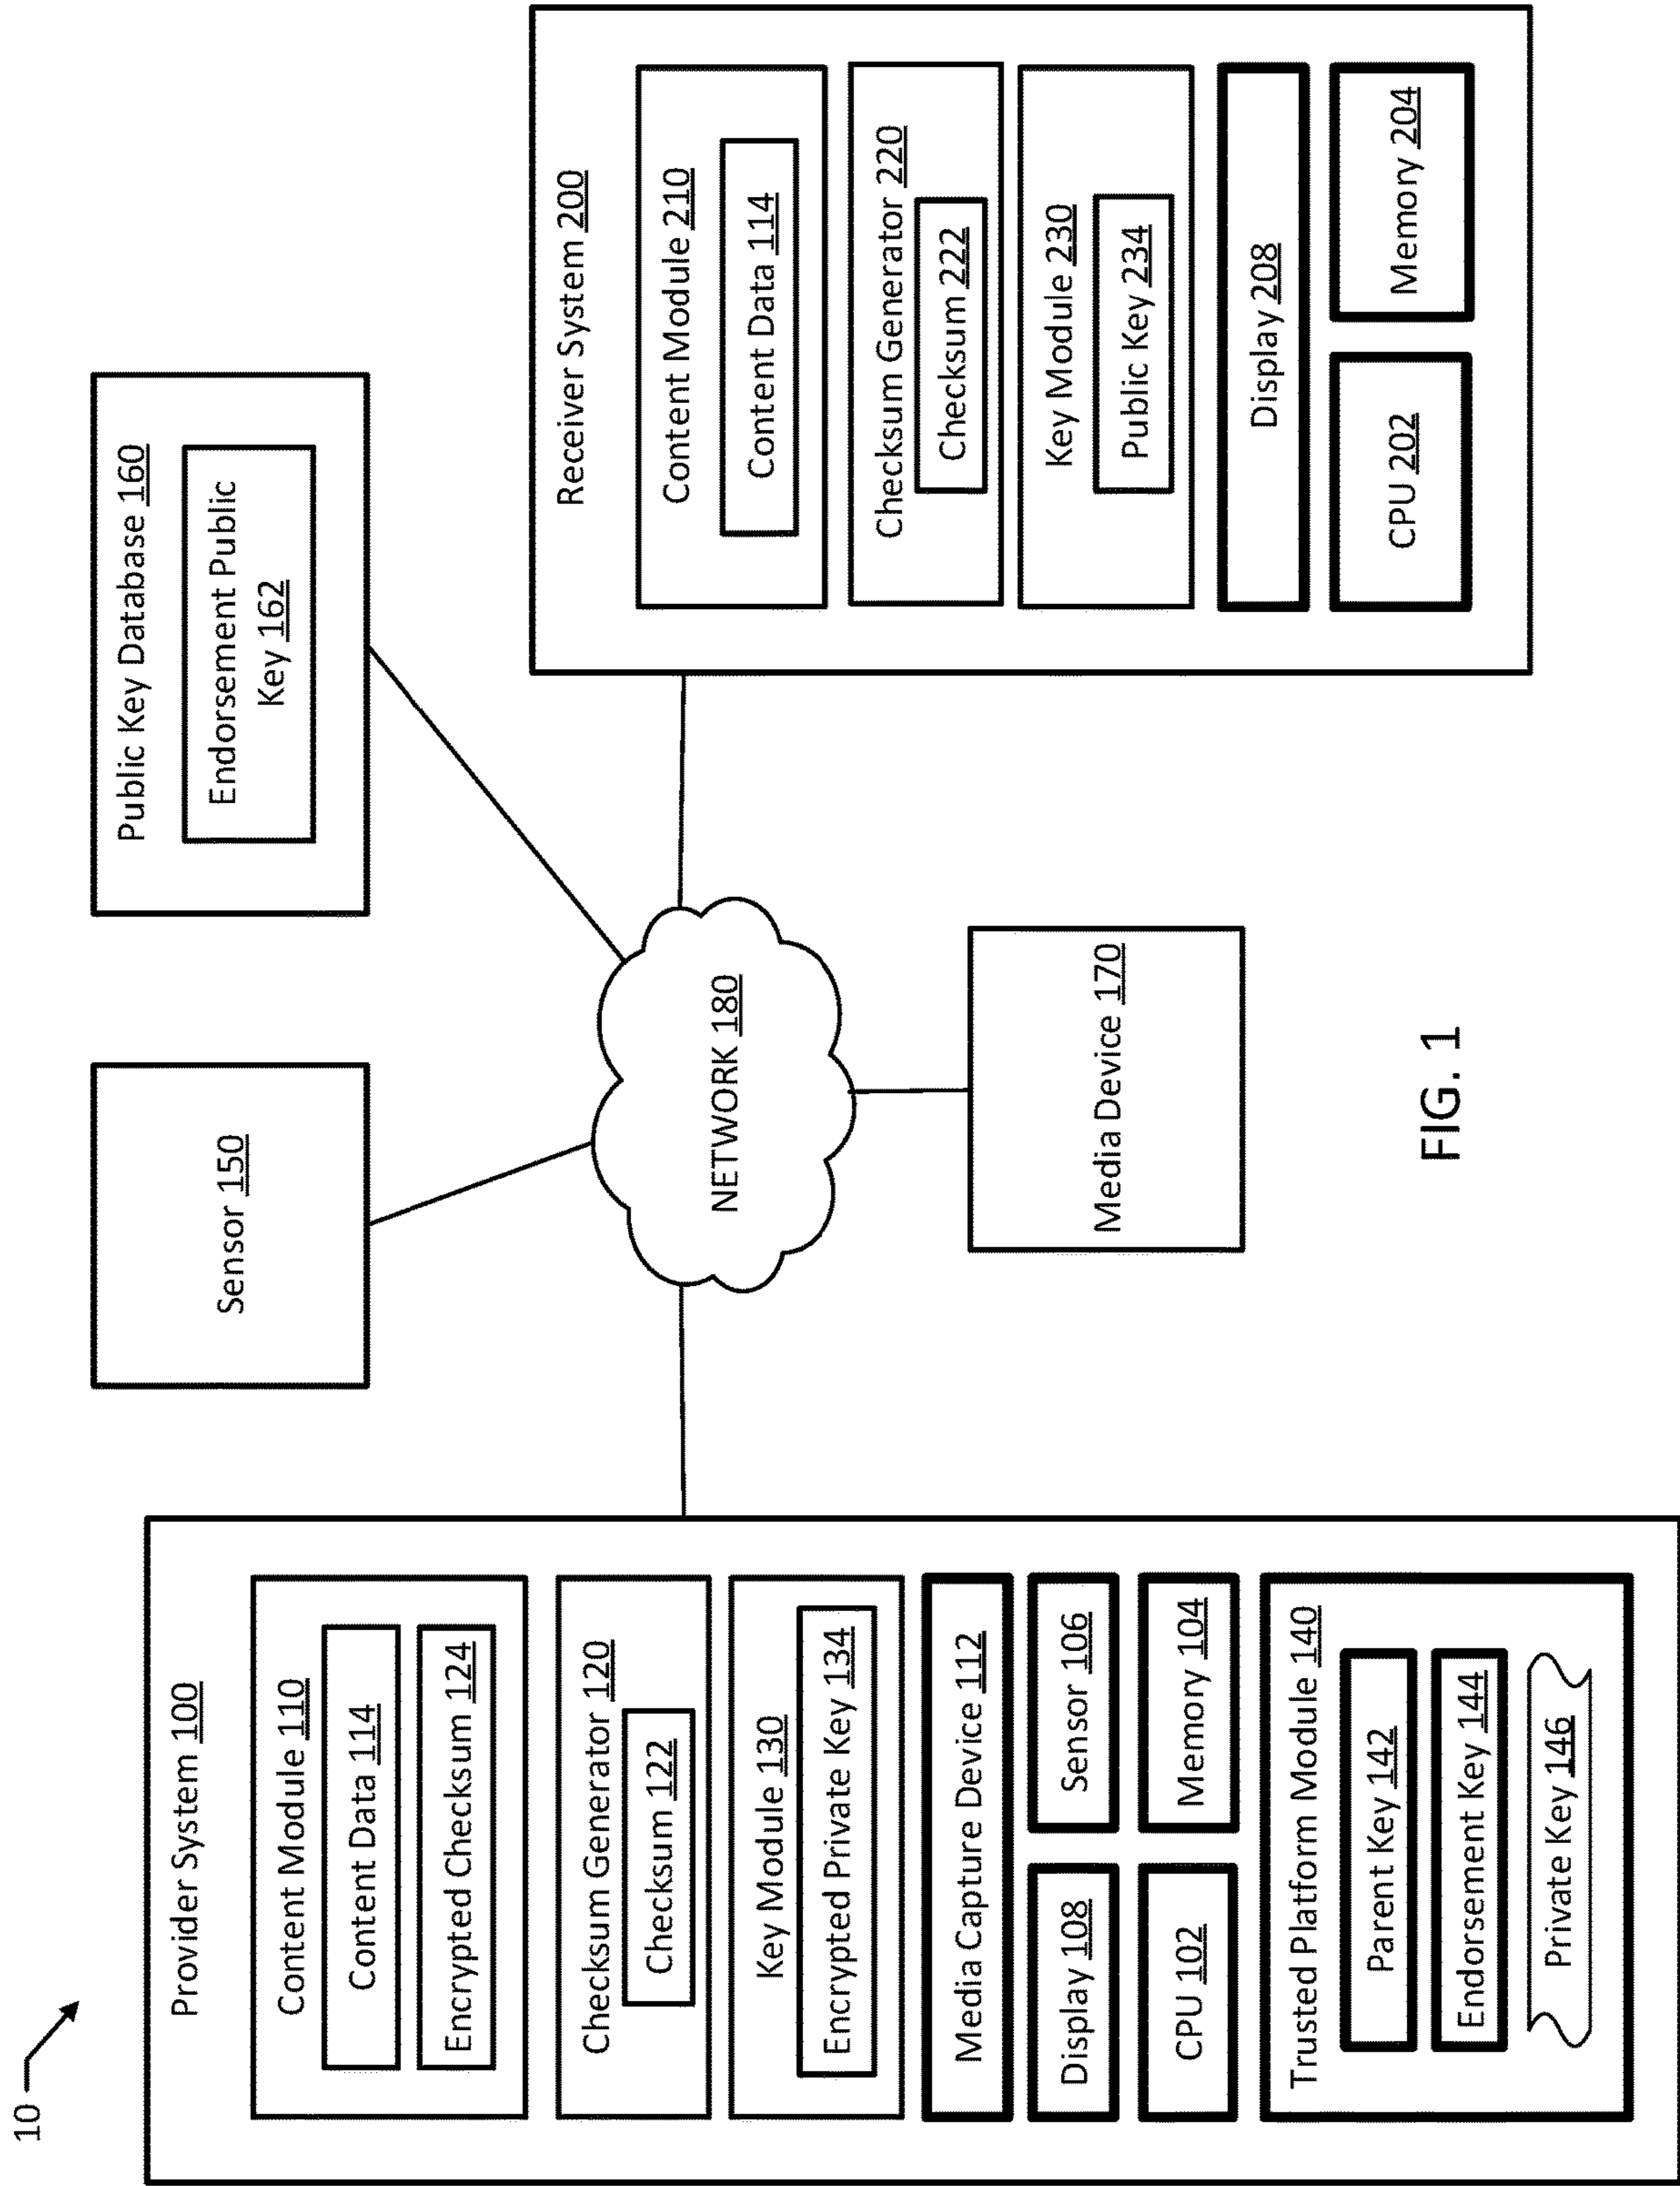 10
Provider System 100
Content Module 110
Content Data 114
Encrypted Checksum 124
Checksum Generator 120
Checksum 122
Key Module 130
Encrypted Private Key 134
Media Capture Device 112
Display 108
Sensor 106
CPU 102
Memory 104
Trusted Platform Module 140
Parent Key 142
Endorsement Key 144
Private Key 146
Sensor 150
Public Key Database 160
Endorsement Public
Key 162
NETWORK 180
Media Device 170
Receiver System 200
Content Module 210
Content Data 114
Checksum Generator 220
Checksum 222
Key Module 230
Public Key 234
Display 208
CPU 202
Memory 204
FIG. 1